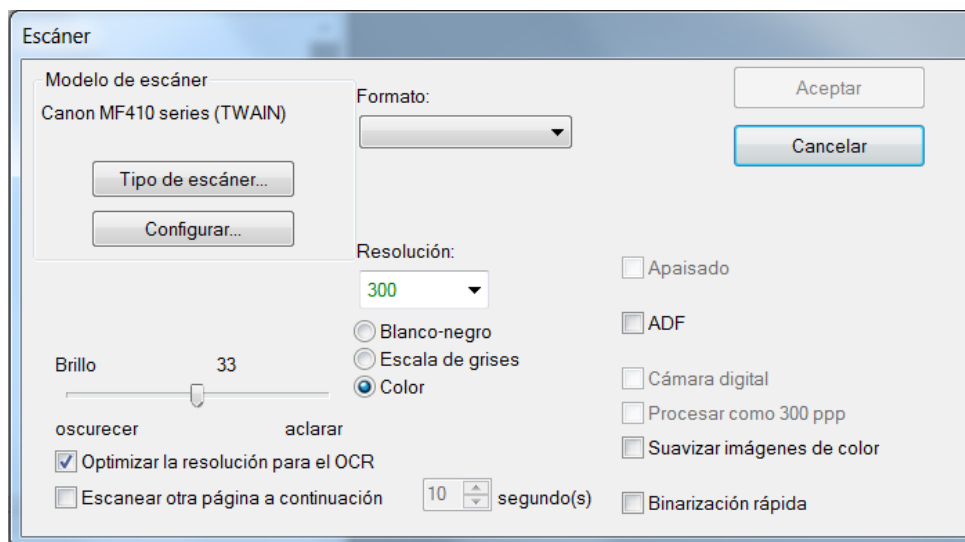 Escáner
Modelo de escáner
Canon MF410 series (TWAIN)
Tipo de escáner...
Configurar...
Formato:
Aceptar
Cancelar
Resolución:
300
Blanco-negro
Escala de grises
Color
Apaisado
ADF
Cámara digital
Procesar como 300 ppp
Suavizar imágenes de color
Binarización rápida
Brillo 33
oscurecer aclarar
Optimizar la resolución para el OCR
Escanear otra página a continuación 10 segundo(s)